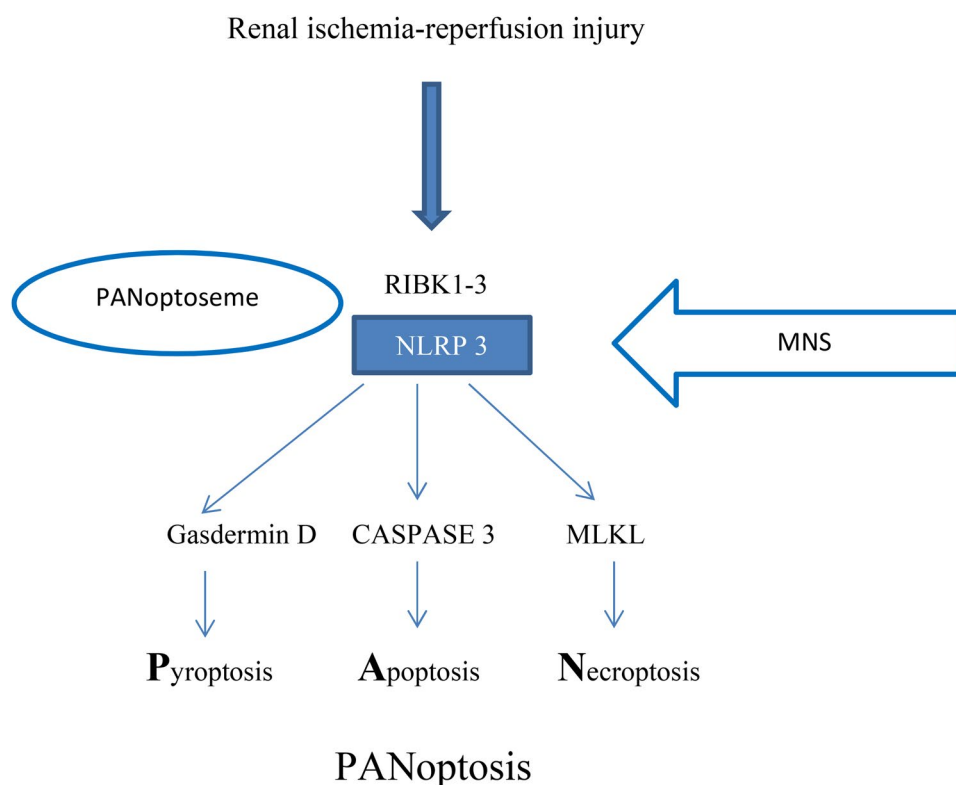 Renal ischemia-reperfusion injury
RIBK1-3
PANoptoseme
NLRP 3
MNS
Gasdermin D
CASPASE 3
MLKL
Pyroptosis
Apoptosis
Necroptosis
PANoptosis